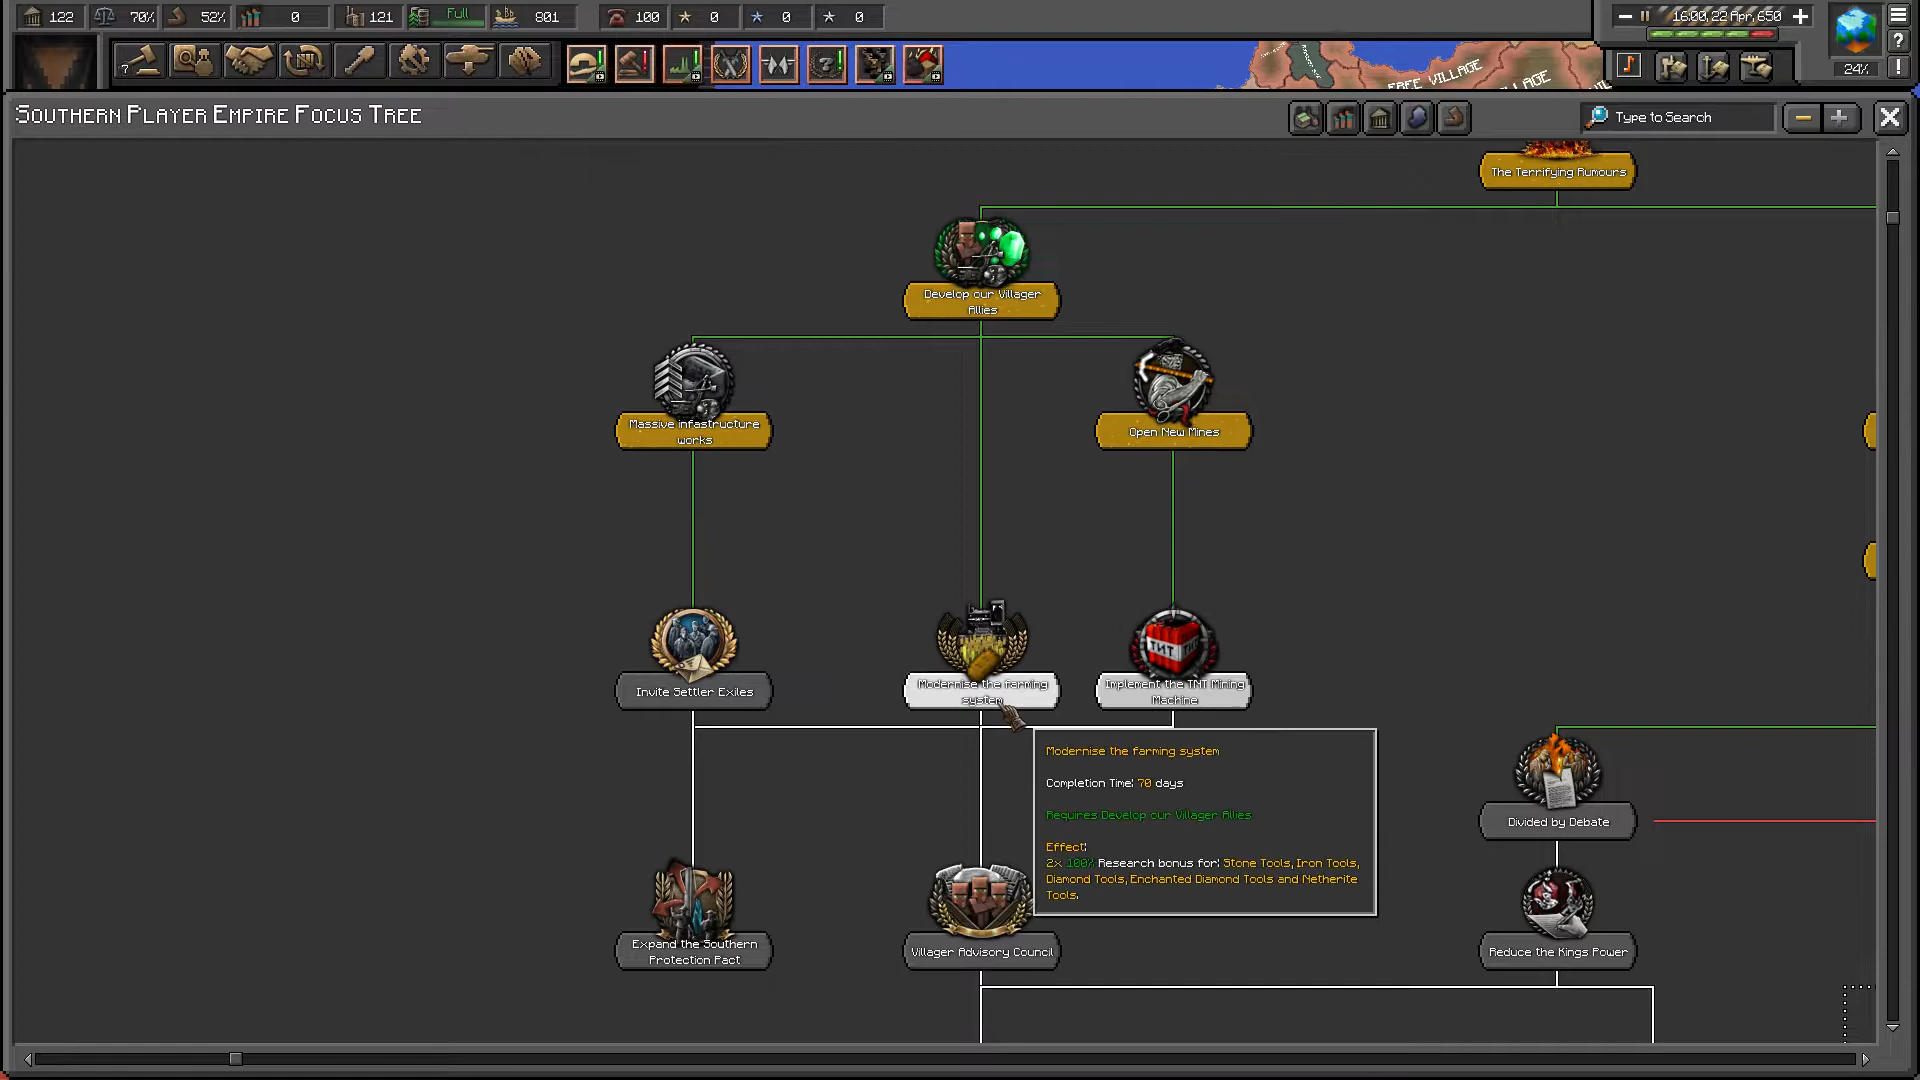 122 70% 52% 0 121 Full 801 100 0 0 0 16:00, 22 Apr, 650
24%
FREE VILLAGE
Southern Player Empire Focus Tree
Type to Search
The Terrifying Rumours
Develop our Villager
Allies
Massive infastructure
works
Open New Mines
Invite Settler Exiles
Modernise the farming
system
Implement the TNT Mining
Machine
TNT
Modernise the farming system
Completion Time: 70 days
Requires Develop our Villager Allies
Effect:
2x 100% Research bonus for: Stone Tools, Iron Tools,
Diamond Tools, Enchanted Diamond Tools and Netherite
Tools.
Divided by Debate
Expand the Southern
Protection Pact
Villager Advisory Council
Reduce the Kings Power